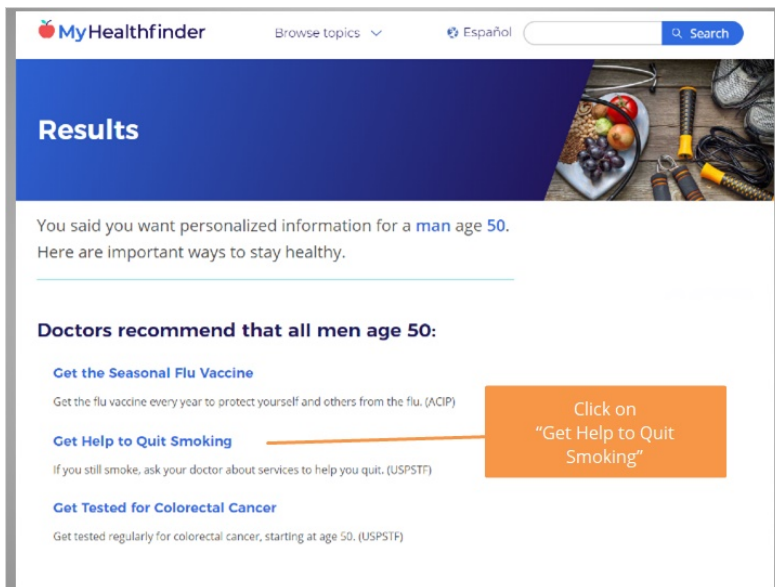 MyHealthfinder Browse topics Español Search
Results
You said you want personalized information for a man age 50.
Here are important ways to stay healthy.
Doctors recommend that all men age 50:
Get the Seasonal Flu Vaccine
Get the flu vaccine every year to protect yourself and others from the flu. (ACIP)
Get Help to Quit Smoking
If you still smoke, ask your doctor about services to help you quit. (USPSTF)
Get Tested for Colorectal Cancer
Get tested regularly for colorectal cancer, starting at age 50. (USPSTF)
Click on
“Get Help to Quit
Smoking”